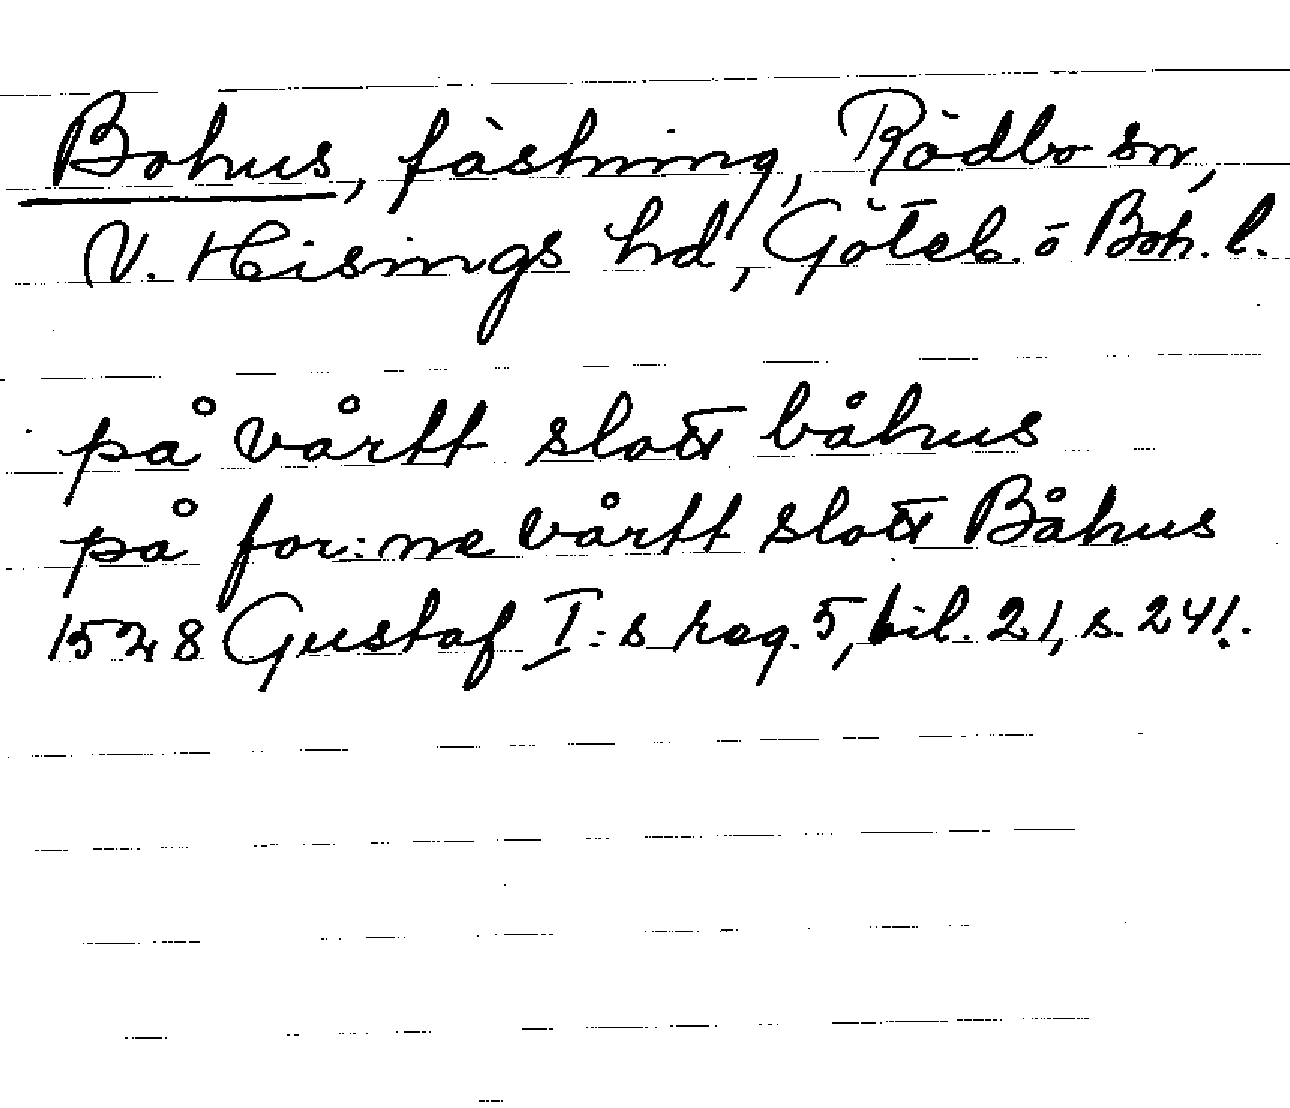 Bohus, fästning, Rödbo sn,
V. Hisings hd, Göteb. o Boh. l.
på vårtt slott båhus
på for:ne vårtt slott Båhus
1528 Gustaf I:s reg. 5, bil. 21, s. 241.